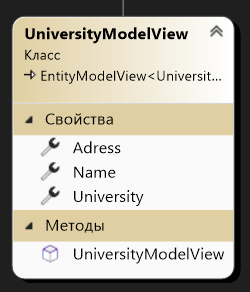 UniversityModelView
Класс
EntityModelView<Universit...
Свойства
Adress
Name
University
Методы
UniversityModelView